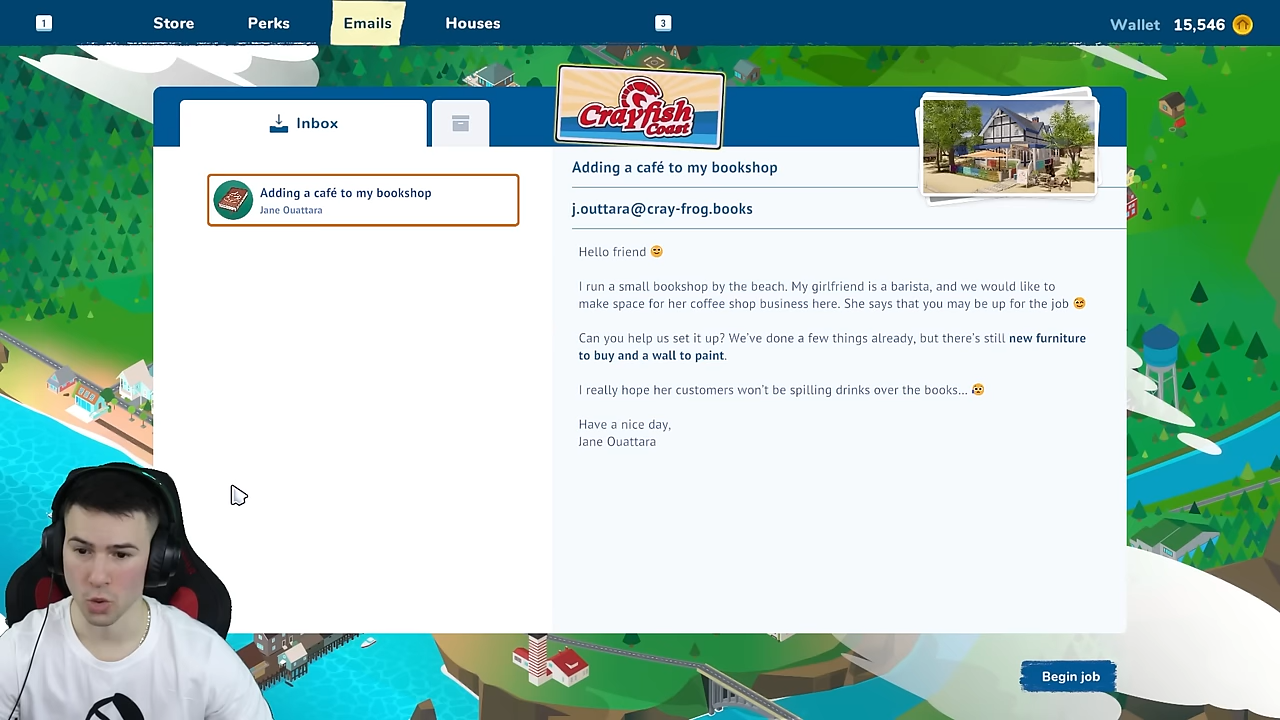 1
Store
Perks
Emails
Houses
3
Wallet 15,546
Crayfish
Coast
Inbox
Adding a café to my bookshop
Jane Ouattara
Adding a café to my bookshop
j.outtara@cray-frog.books
Hello friend 😊
I run a small bookshop by the beach. My girlfriend is a barista, and we would like to
make space for her coffee shop business here. She says that you may be up for the job 😅
Can you help us set it up? We've done a few things already, but there's still new furniture
to buy and a wall to paint.
I really hope her customers won't be spilling drinks over the books... 😥
Have a nice day,
Jane Ouattara
Begin job